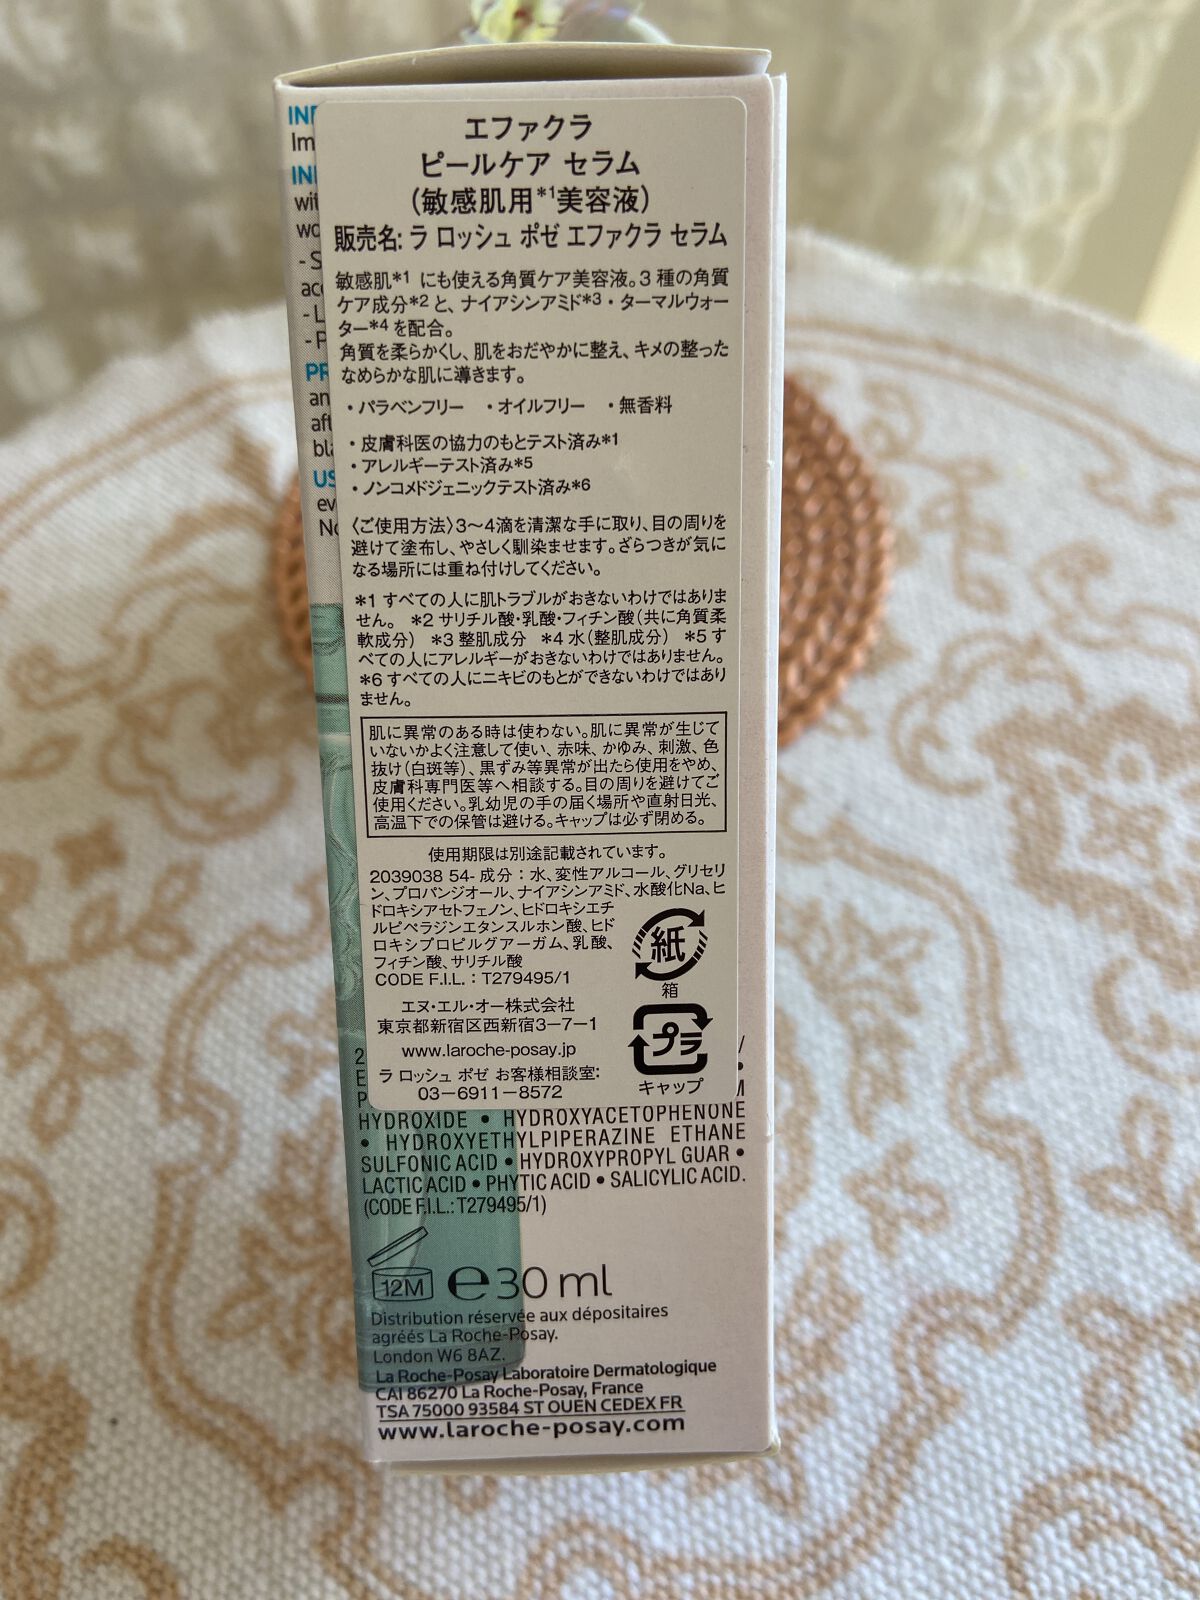 エファクラ
ピールケア セラム
(敏感肌用*1美容液)
販売名: ラ ロッシュ ポゼ エファクラ セラム
敏感肌*1 にも使える角質ケア美容液。3 種の角質
ケア成分*2 と、ナイアシンアミド*3・ターマルウォー
ター*4 を配合。
角質を柔らかくし、肌をおだやかに整え、キメの整った
なめらかな肌に導きます。
・パラベンフリー ・オイルフリー ・無香料
・皮膚科医の協力のもとテスト済み*1
・アレルギーテスト済み*5
・ノンコメドジェニックテスト済み*6
〈ご使用方法〉3〜4滴を清潔な手に取り、目の周りを
避けて塗布し、やさしく馴染ませます。ざらつきが気に
なる場所には重ね付けしてください。
*1 すべての人に肌トラブルがおきないわけではありま
せん。 *2 サリチル酸・乳酸・フィチン酸(共に角質柔
軟成分) *3 整肌成分 *4 水(整肌成分) *5 す
べての人にアレルギーがおきないわけではありません。
*6 すべての人にニキビのもとができないわけではあり
ません。
肌に異常のある時は使わない。肌に異常が生じて
いないかよく注意して使い、赤味、かゆみ、刺激、色
抜け(白斑等)、黒ずみ等異常が出たら使用をやめ、
皮膚科専門医等へ相談する。目の周りを避けてご
使用ください。乳幼児の手の届く場所や直射日光、
高温下での保管は避ける。キャップは必ず閉める。
使用期限は別途記載されています。
2039038 54- 成分：水、変性アルコール、グリセリ
ン、プロパンジオール、ナイアシンアミド、水酸化Na、ヒ
ドロキシアセトフェノン、ヒドロキシエチ
ルピペラジンエタンスルホン酸、ヒド
ロキシプロピルグアーガム、乳酸、
フィチン酸、サリチル酸
CODE F.I.L.：T279495/1
紙
箱
エヌ・エル・オー株式会社
東京都新宿区西新宿3-7-1
www.laroche-posay.jp
ラ ロッシュ ポゼ お客様相談室:
03-6911-8572
プラ
キャップ
HYDROXIDE • HYDROXYACETOPHENONE
• HYDROXYETHYLPIPERAZINE ETHANE
SULFONIC ACID • HYDROXYPROPYL GUAR •
LACTIC ACID • PHYTIC ACID • SALICYLIC ACID.
(CODE F.I.L.: T279495/1)
12M ℮30 ml
Distribution réservée aux dépositaires
agréés La Roche-Posay.
London W6 8AZ.
La Roche-Posay Laboratoire Dermatologique
CAI 86270 La Roche-Posay, France
TSA 75000 93584 ST OUEN CEDEX FR
www.laroche-posay.com